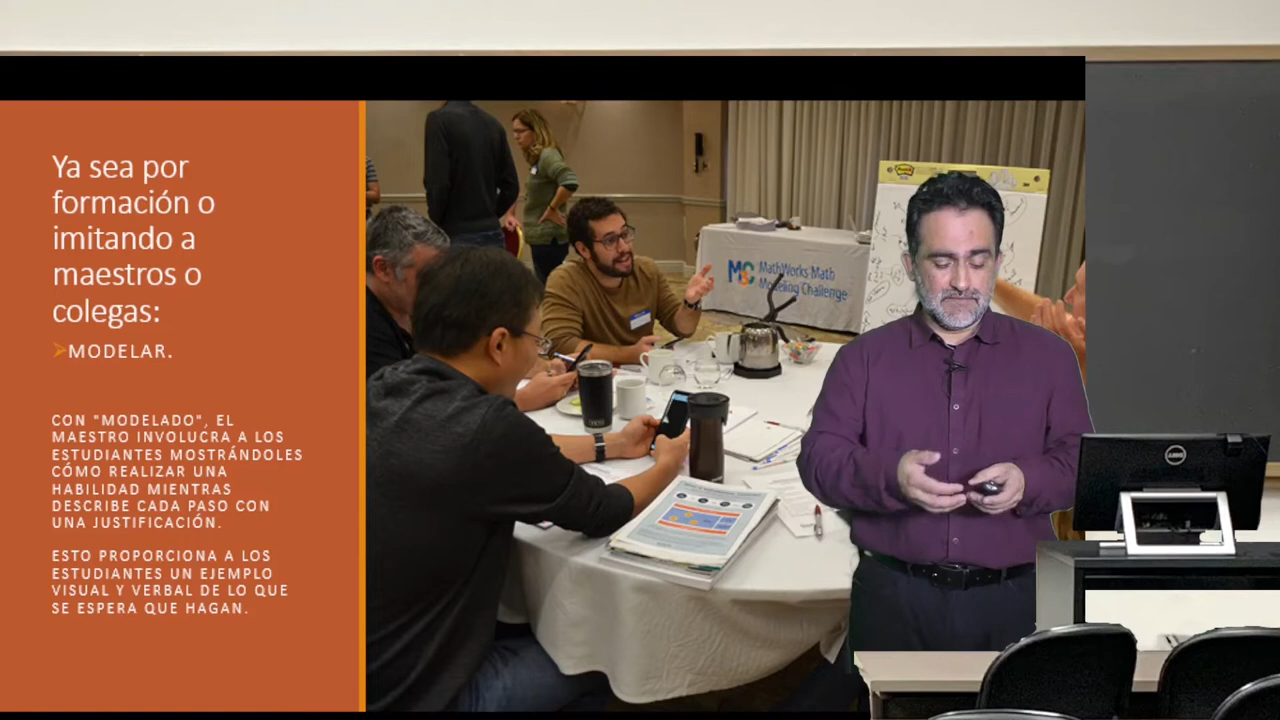 Ya sea por
formación o
imitando a
maestros o
colegas:
➢MODELAR.
CON "MODELADO", EL
MAESTRO INVOLUCRA A LOS
ESTUDIANTES MOSTRÁNDOLES
CÓMO REALIZAR UNA
HABILIDAD MIENTRAS
DESCRIBE CADA PASO CON
UNA JUSTIFICACIÓN.
ESTO PROPORCIONA A LOS
ESTUDIANTES UN EJEMPLO
VISUAL Y VERBAL DE LO QUE
SE ESPERA QUE HAGAN.
M3C MathWorks Math
Modeling Challenge
DELL